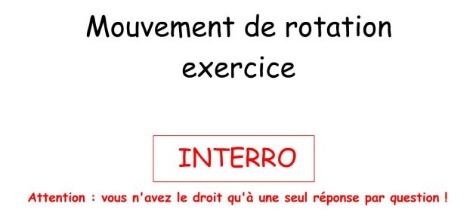 Mouvement de rotation
exercice
INTERRO
Attention : vous n'avez le droit qu'à une seul réponse par question !